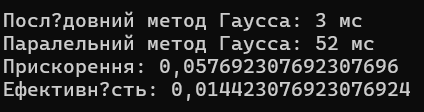 Посл?довний метод Гаусса: 3 мс
Паралельний метод Гаусса: 52 мс
Прискорення: 0,057692307692307696
Ефективн?сть: 0,014423076923076924